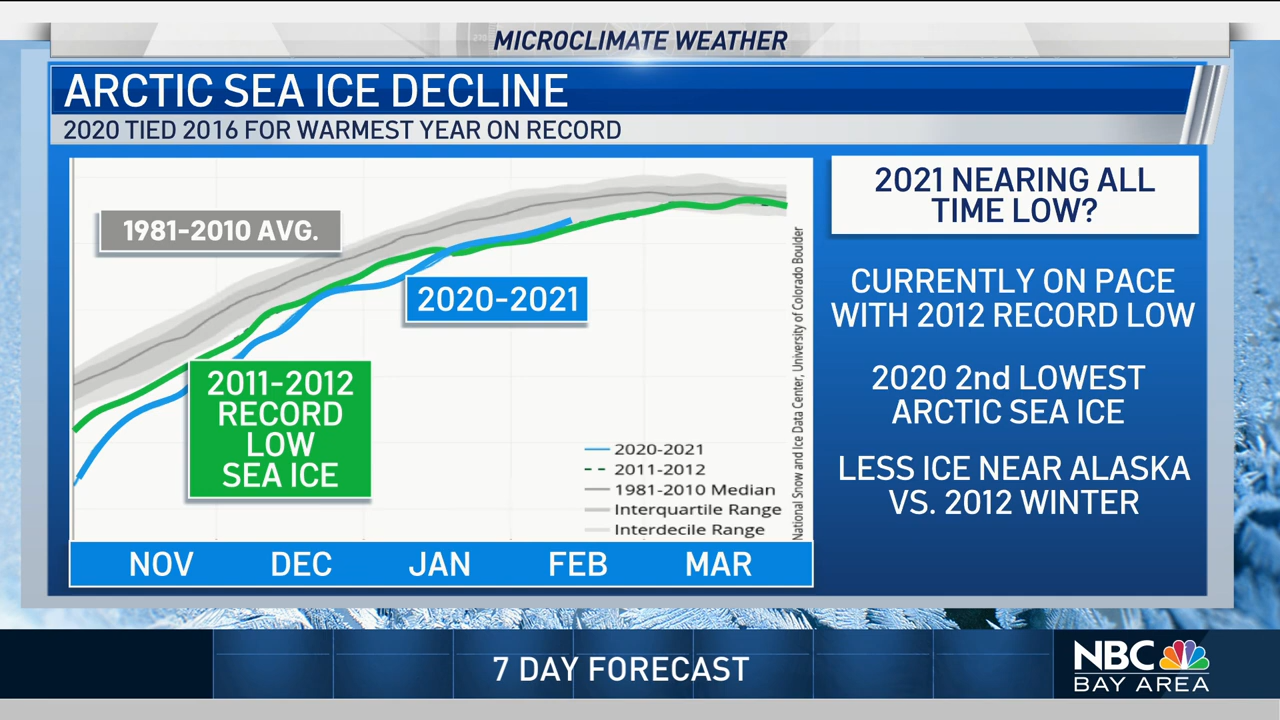 MICROCLIMATE WEATHER
ARCTIC SEA ICE DECLINE
2020 TIED 2016 FOR WARMEST YEAR ON RECORD
1981-2010 AVG.
2020-2021
2011-2012
RECORD
LOW
SEA ICE
2020-2021
2011-2012
1981-2010 Median
Interquartile Range
Interdecile Range
National Snow and Ice Data Center, University of Colorado Boulder
NOV DEC JAN FEB MAR
2021 NEARING ALL
TIME LOW?
CURRENTLY ON PACE
WITH 2012 RECORD LOW
2020 2nd LOWEST
ARCTIC SEA ICE
LESS ICE NEAR ALASKA
VS. 2012 WINTER
7 DAY FORECAST
NBC
BAY AREA